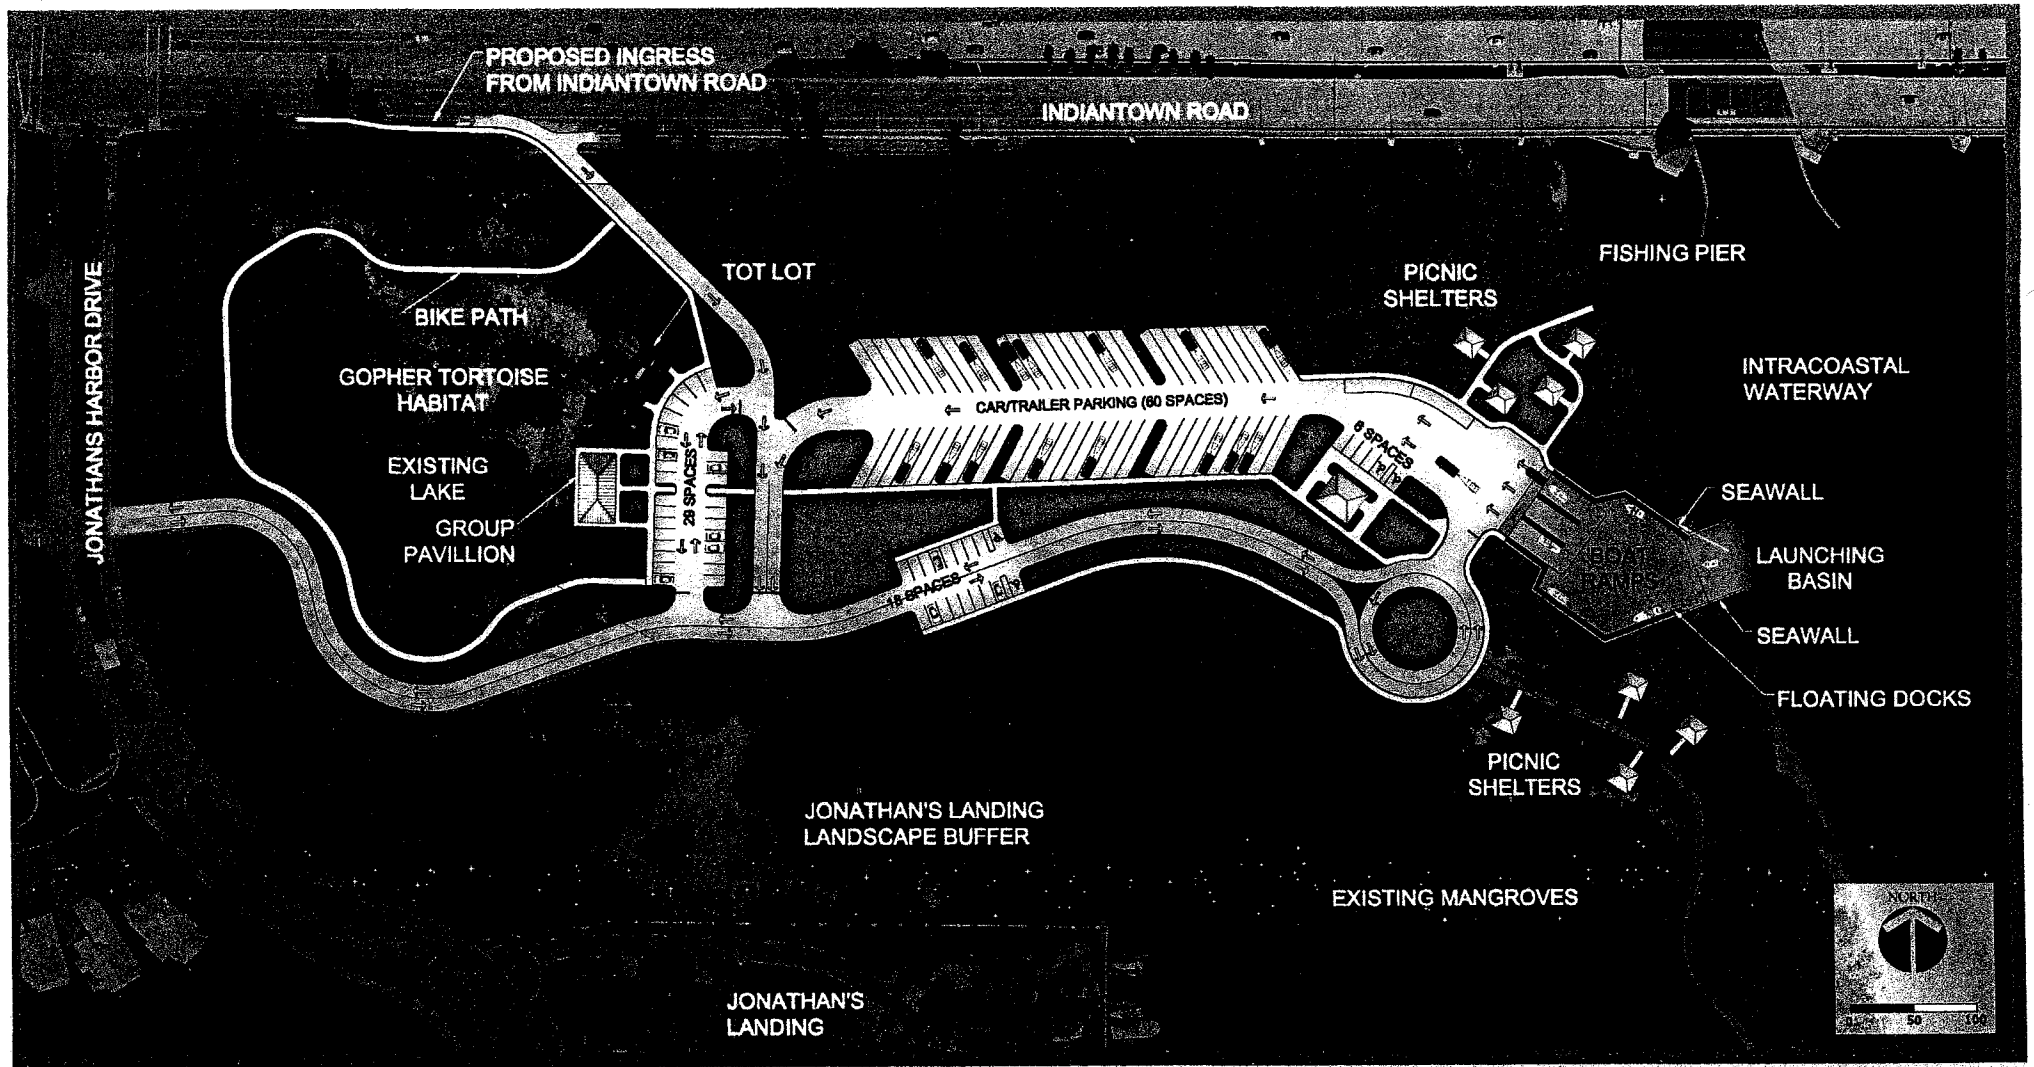 PROPOSED INGRESS
FROM INDIANTOWN ROAD
INDIANTOWN ROAD
JONATHANS HARBOR DRIVE
TOT LOT
FISHING PIER
PICNIC
SHELTERS
BIKE PATH
GOPHER TORTOISE
HABITAT
INTRACOASTAL
WATERWAY
CAR/TRAILER PARKING (60 SPACES)
8 SPACES
EXISTING
LAKE
28 SPACES
SEAWALL
GROUP
PAVILLION
BOAT
RAMPS
LAUNCHING
BASIN
18 SPACES
SEAWALL
FLOATING DOCKS
PICNIC
SHELTERS
JONATHAN'S LANDING
LANDSCAPE BUFFER
EXISTING MANGROVES
NORTH
50
100
JONATHAN'S
LANDING